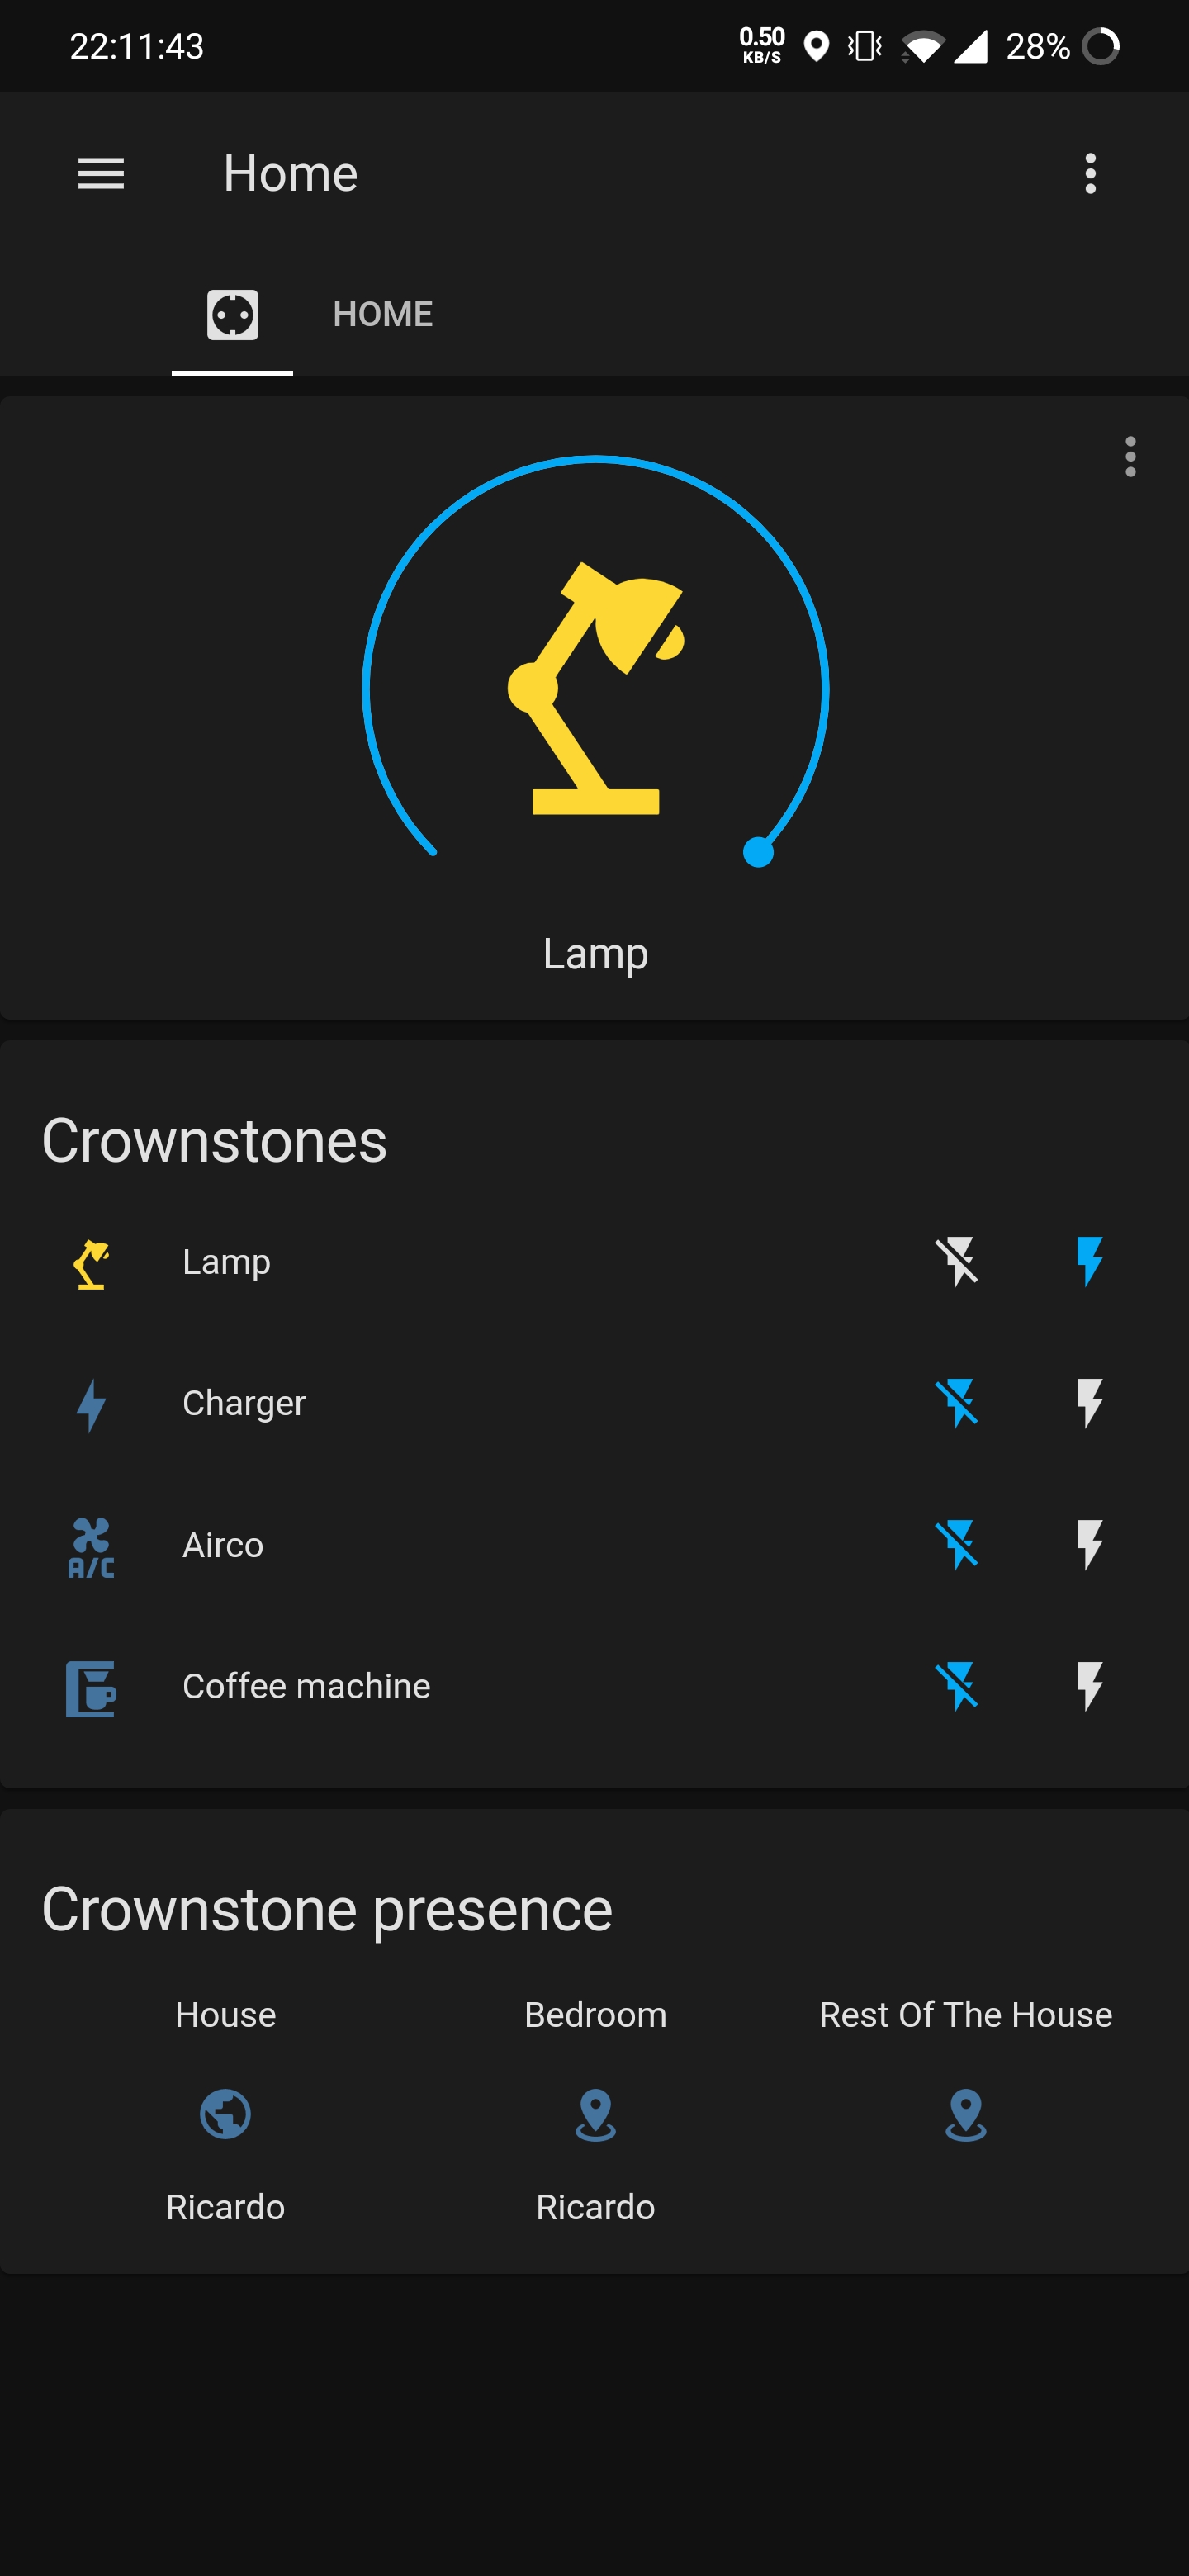 22:11:43
0.50
KB/S
28%
Home
HOME
Lamp
Crownstones
Lamp
Charger
A/C
Airco
Coffee machine
Crownstone presence
House Bedroom Rest Of The House
Ricardo Ricardo